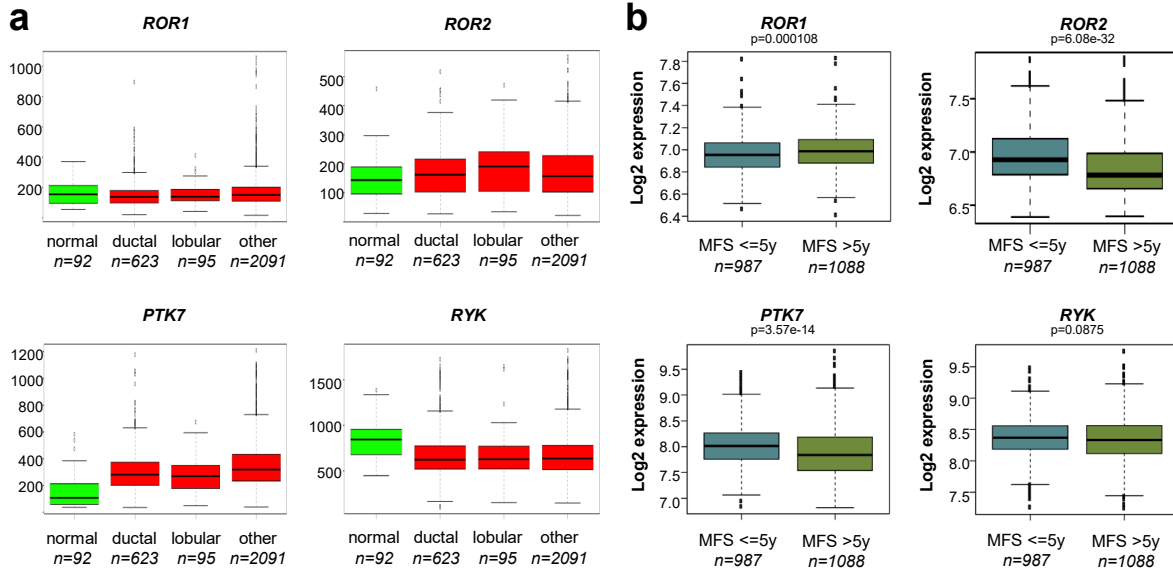 a
ROR1
1000
800
600
400
200
normal
n=92
ductal
n=623
lobular
n=95
other
n=2091
ROR2
500
400
300
200
100
normal
n=92
ductal
n=623
lobular
n=95
other
n=2091
PTK7
1200
1000
800
600
400
200
normal
n=92
ductal
n=623
lobular
n=95
other
n=2091
RYK
1500
1000
500
normal
n=92
ductal
n=623
lobular
n=95
other
n=2091
b
ROR1
p=0.000108
Log2 expression
7.8
7.6
7.4
7.2
7.0
6.8
6.6
6.4
MFS <=5y
n=987
MFS >5y
n=1088
ROR2
p=6.08e-32
Log2 expression
7.5
7.0
6.5
MFS <=5y
n=987
MFS >5y
n=1088
PTK7
p=3.57e-14
Log2 expression
9.5
9.0
8.5
8.0
7.5
7.0
MFS <=5y
n=987
MFS >5y
n=1088
RYK
p=0.0875
Log2 expression
9.5
9.0
8.5
8.0
7.5
MFS <=5y
n=987
MFS >5y
n=1088